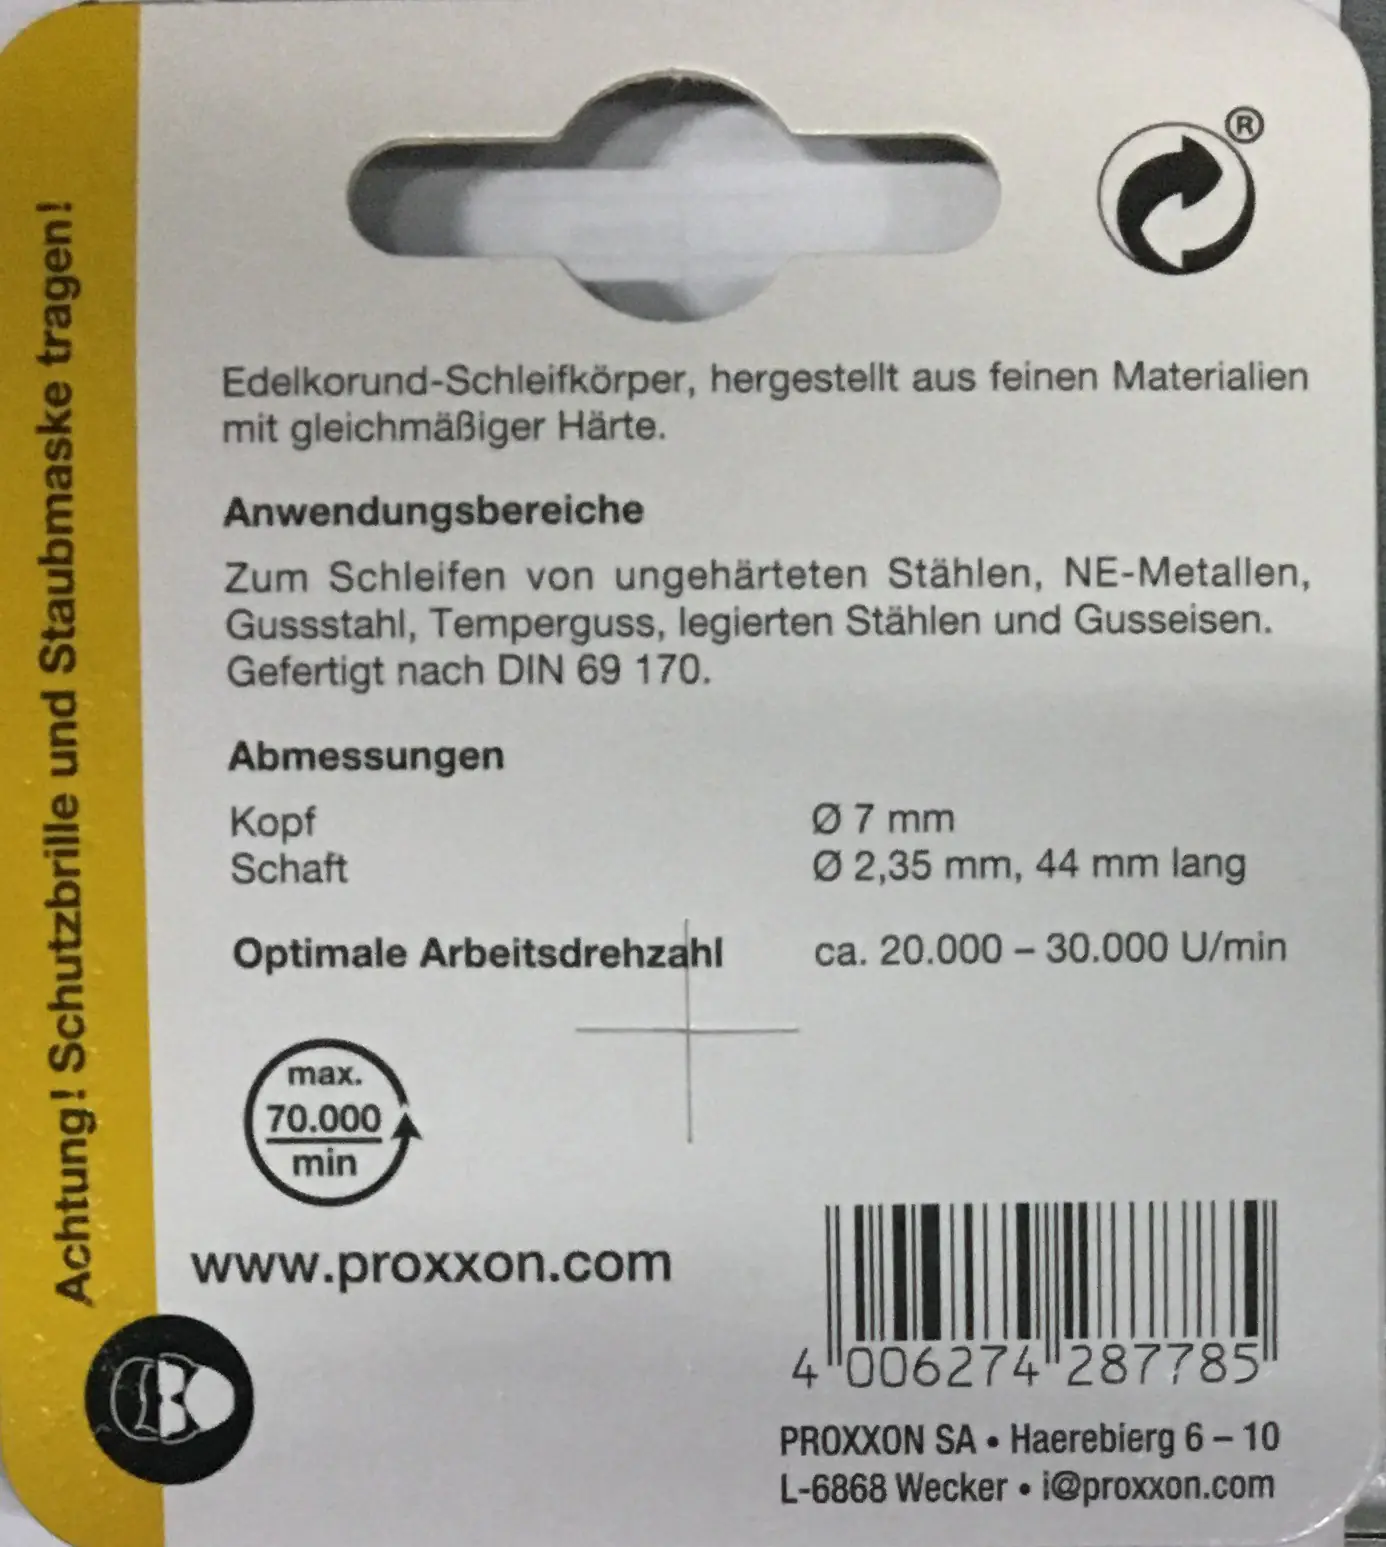 Achtung! Schutzbrille und Staubmaske tragen!
®
Edelkorund-Schleifkörper, hergestellt aus feinen Materialien
mit gleichmäßiger Härte.
Anwendungsbereiche
Zum Schleifen von ungehärteten Stählen, NE-Metallen,
Gussstahl, Temperguss, legierten Stählen und Gusseisen.
Gefertigt nach DIN 69 170.
Abmessungen
Kopf Ø 7 mm
Schaft Ø 2,35 mm, 44 mm lang
Optimale Arbeitsdrehzahl ca. 20.000 – 30.000 U/min
max.
70.000
min
www.proxxon.com
4 006274 287785
PROXXON SA • Haerebierg 6 – 10
L-6868 Wecker • i@proxxon.com